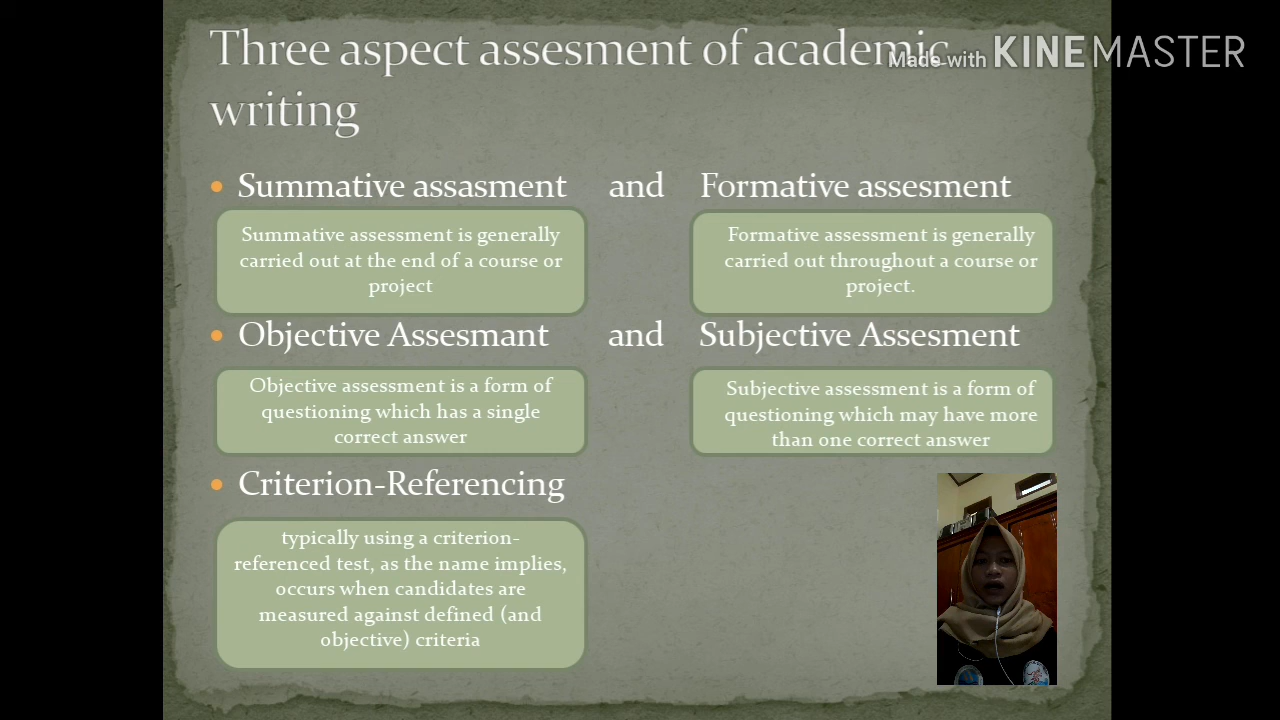 Three aspect assesment of academic
writing
Made with KINEMASTER
Summative assasment and Formative assesment
Summative assessment is generally
carried out at the end of a course or
project
Formative assessment is generally
carried out throughout a course or
project.
Objective Assesmant and Subjective Assesment
Objective assessment is a form of
questioning which has a single
correct answer
Subjective assessment is a form of
questioning which may have more
than one correct answer
Criterion-Referencing
typically using a criterion-
referenced test, as the name implies,
occurs when candidates are
measured against defined (and
objective) criteria